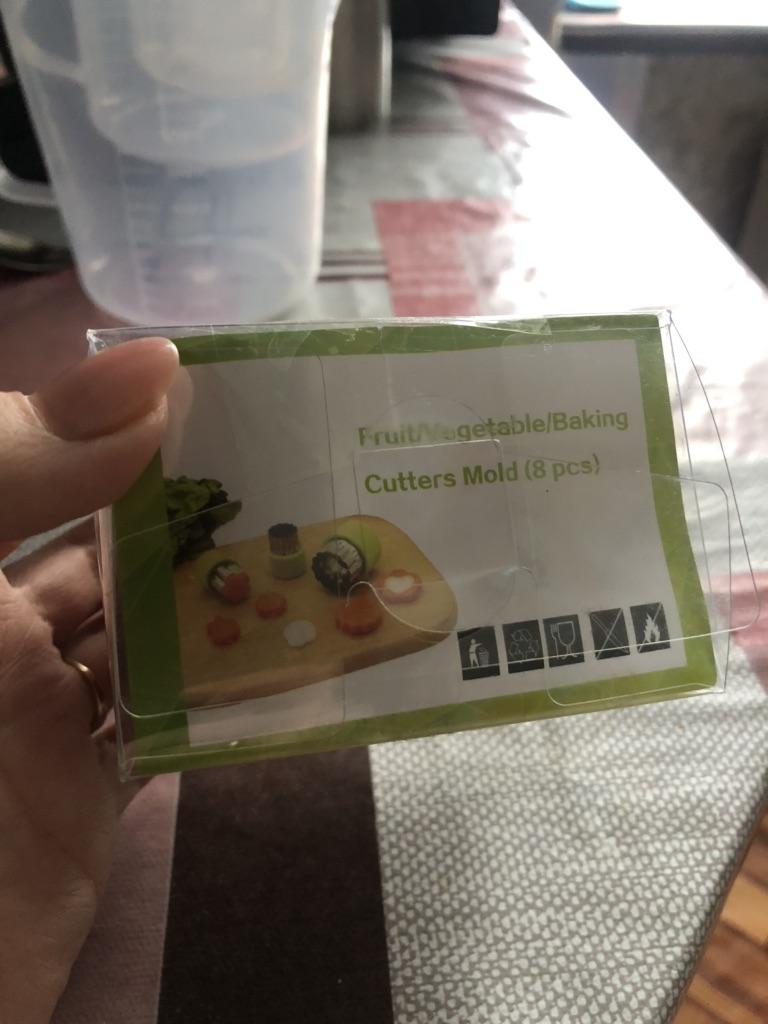 Fruit/Vegetable/Baking
Cutters Mold (8 pcs)